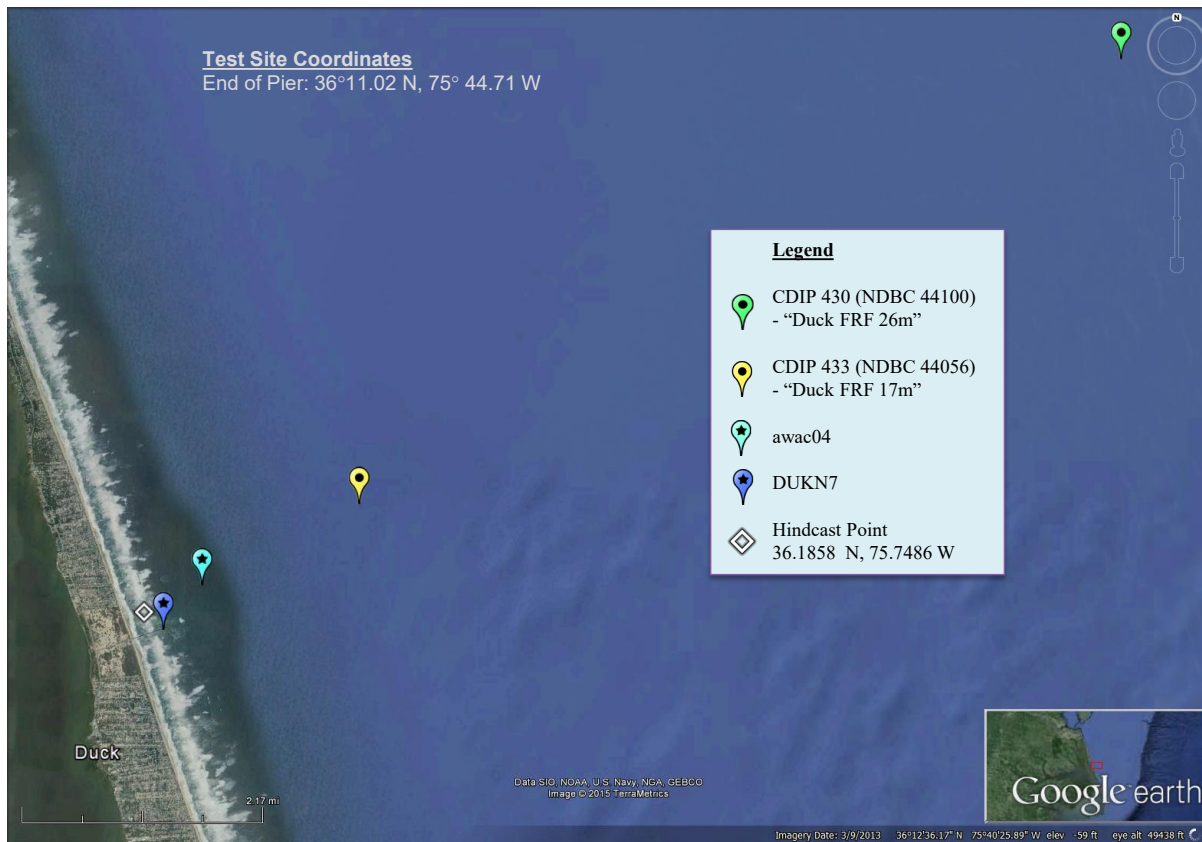 N
Test Site Coordinates
End of Pier: 36°11.02 N, 75° 44.71 W
Legend
CDIP 430 (NDBC 44100)
- “Duck FRF 26m”
CDIP 433 (NDBC 44056)
- “Duck FRF 17m”
awac04
DUKN7
Hindcast Point
36.1858 N, 75.7486 W
Duck
2.17 mi
Data SIO, NOAA, U.S. Navy, NGA, GEBCO
Image © 2015 TerraMetrics
Google earth
Imagery Date: 3/9/2013 36°12'36.17" N 75°40'25.89" W elev -59 ft eye alt 49438 ft